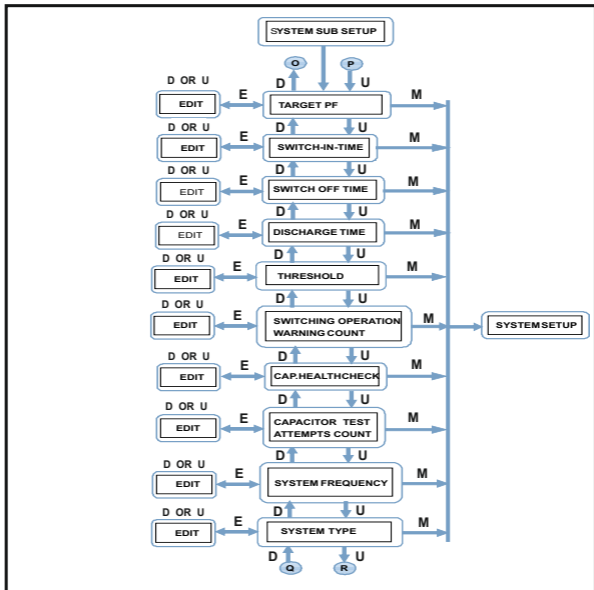 SYSTEM SUB SETUP
O P
D U
D OR U
EDIT E TARGET PF M
D U
D OR U
EDIT E SWITCH-IN-TIME M
D U
D OR U
EDIT E SWITCH OFF TIME M
D U
D OR U
EDIT E DISCHARGE TIME M
D U
D OR U
EDIT E THRESHOLD M
D U
D OR U
EDIT E SWITCHING OPERATION M SYSTEM SETUP
WARNING COUNT
D U
D OR U
EDIT E CAP.HEALTHCHECK M
D U
D OR U
EDIT E CAPACITOR TEST M
ATTEMPTS COUNT
D U
D OR U
EDIT E SYSTEM FREQUENCY M
D U
D OR U
EDIT E SYSTEM TYPE M
D U
Q R